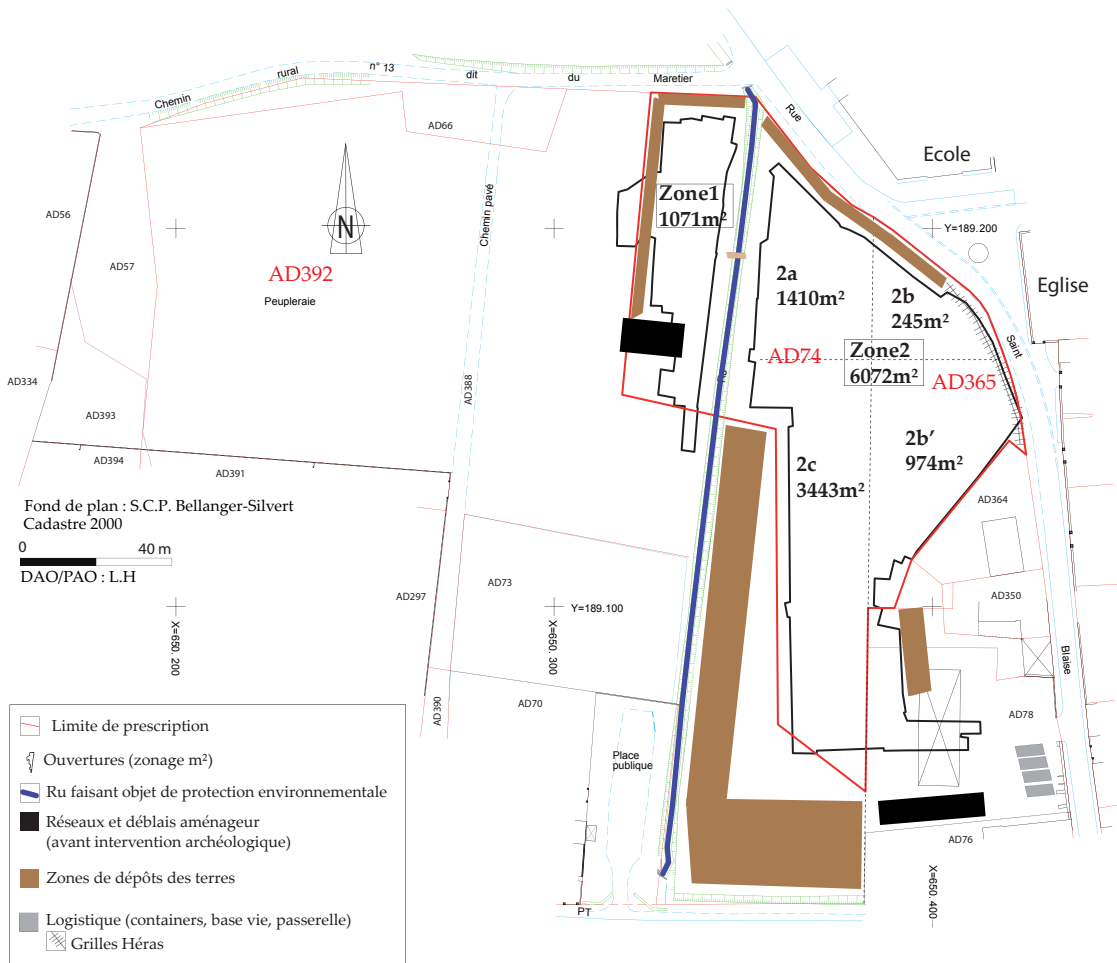 Chemin rural n° 13 dit du Maretier
Rue
Ecole
AD66
Zone1
1071m²
AD56
Chemin pavé
Y=189.200
N
AD57
AD392
Peupleraie
2a
1410m²
2b
245m²
Eglise
Saint
AD74
Zone2
6072m²
AD365
Ru
AD334
AD388
AD393
2b′
974m²
AD394
AD391
2c
3443m²
AD364
Fond de plan : S.C.P. Bellanger-Silvert
Cadastre 2000
0 40 m
DAO/PAO : L.H
AD73
AD297
Y=189.100
AD350
X=650. 200
X=650. 300
Blaise
AD390
AD70
AD78
Place
publique
AD76
X=650. 400
PT
Limite de prescription
Ouvertures (zonage m²)
Ru faisant objet de protection environnementale
Réseaux et déblais aménageur
(avant intervention archéologique)
Zones de dépôts des terres
Logistique (containers, base vie, passerelle)
Grilles Héras